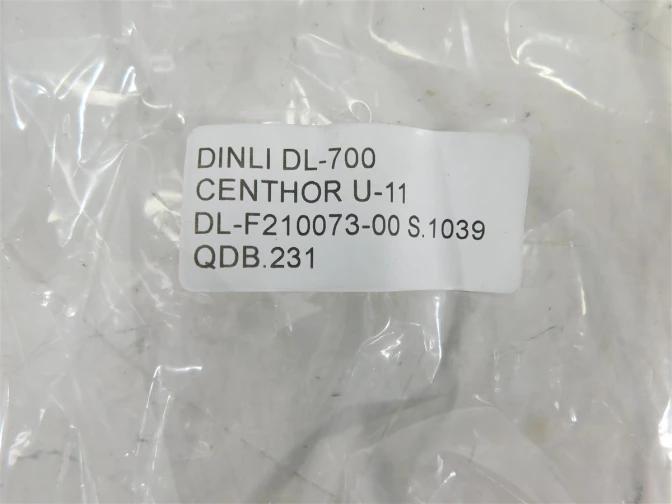 DINLI DL-700
CENTHOR U-11
DL-F210073-00 S.1039
QDB.231